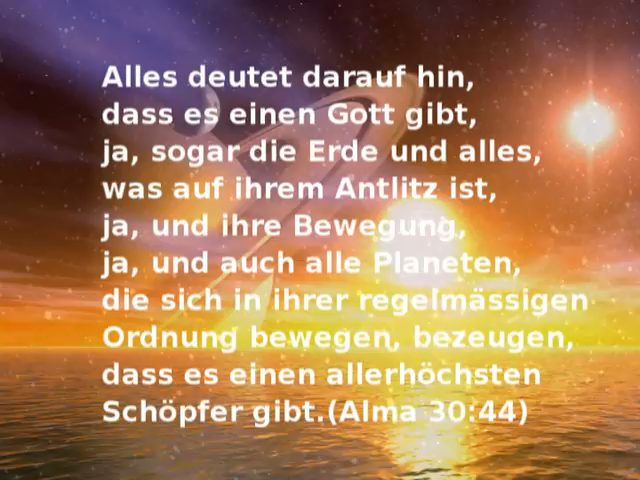 Alles deutet darauf hin,
dass es einen Gott gibt,
ja, sogar die Erde und alles,
was auf ihrem Antlitz ist,
ja, und ihre Bewegung,
ja, und auch alle Planeten,
die sich in ihrer regelmässigen
Ordnung bewegen, bezeugen,
dass es einen allerhöchsten
Schöpfer gibt.(Alma 30:44)